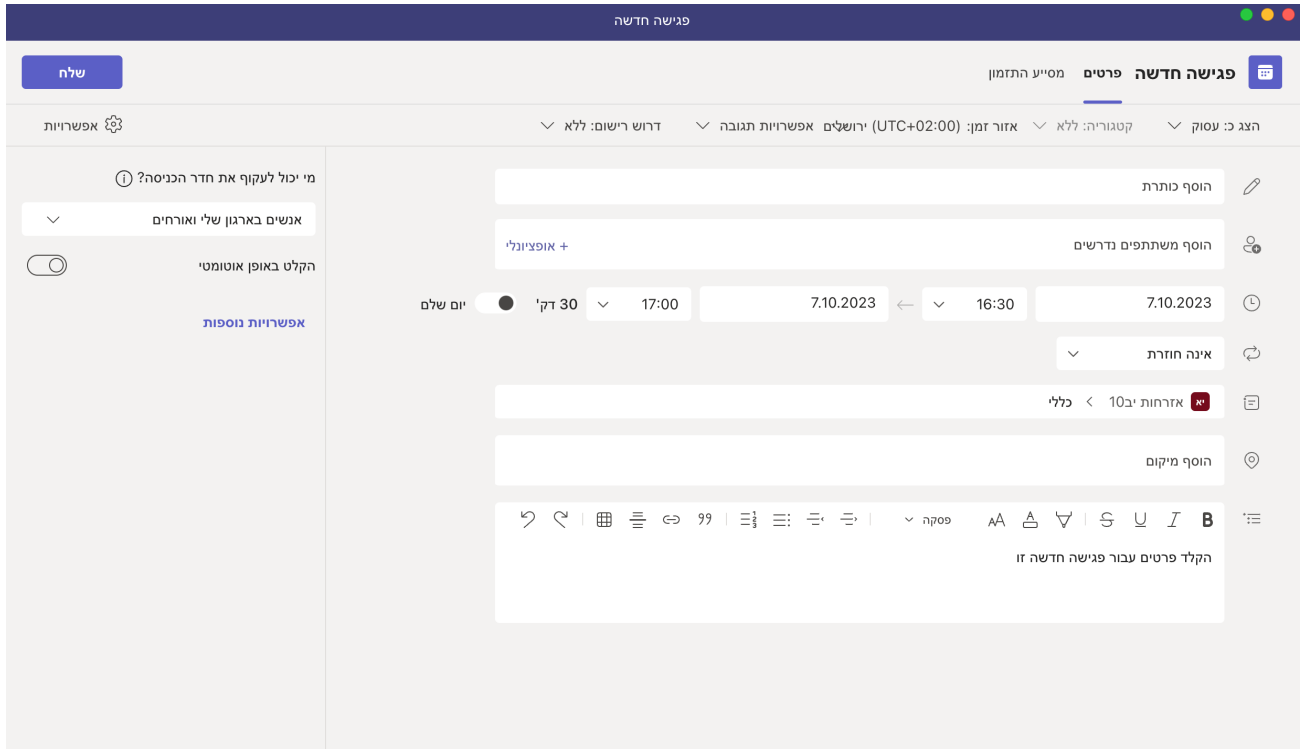 פגישה חדשה
פגישה חדשה פרטים מסייע התזמון שלח
הצג כ: עסוק קטגוריה: ללא אזור זמן: (UTC+02:00) ירושלים אפשרויות תגובה דרוש רישום: ללא אפשרויות
הוסף כותרת
הוסף משתתפים נדרשים + אופציונלי
7.10.2023 16:30 7.10.2023 17:00 30 דק' יום שלם
אינה חוזרת
יא אזרחות יב10 > כללי
הוסף מיקום
B I U S A AA פסקה
הקלד פרטים עבור פגישה חדשה זו
מי יכול לעקוף את חדר הכניסה?
אנשים בארגון שלי ואורחים
הקלט באופן אוטומטי
אפשרויות נוספות